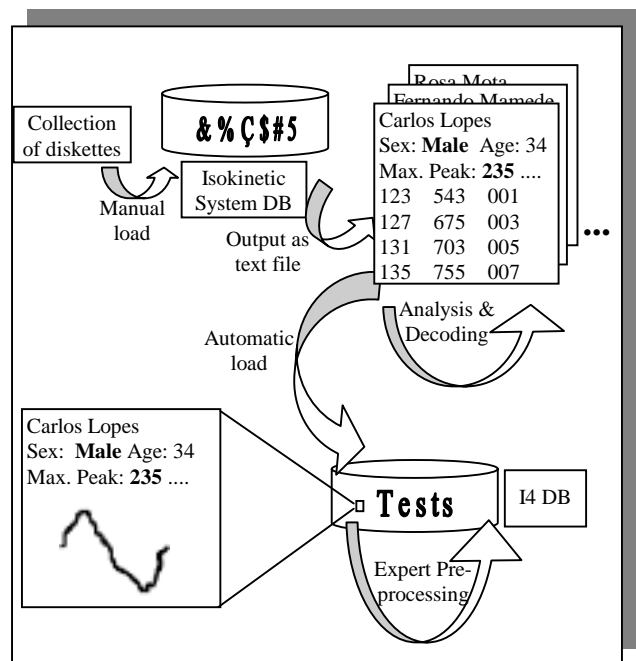 Collection
of diskettes
Manual
load
& % Ç $ # 5
Isokinetic
System DB
Output as
text file
Rosa Mota
Fernando Mamede
Carlos Lopes
Sex: Male Age: 34
Max. Peak: 235 ....
123 543 001
127 675 003
131 703 005
135 755 007
...
Analysis &
Decoding
Automatic
load
Carlos Lopes
Sex: Male Age: 34
Max. Peak: 235 ....
Tests
I4 DB
Expert Pre-
processing